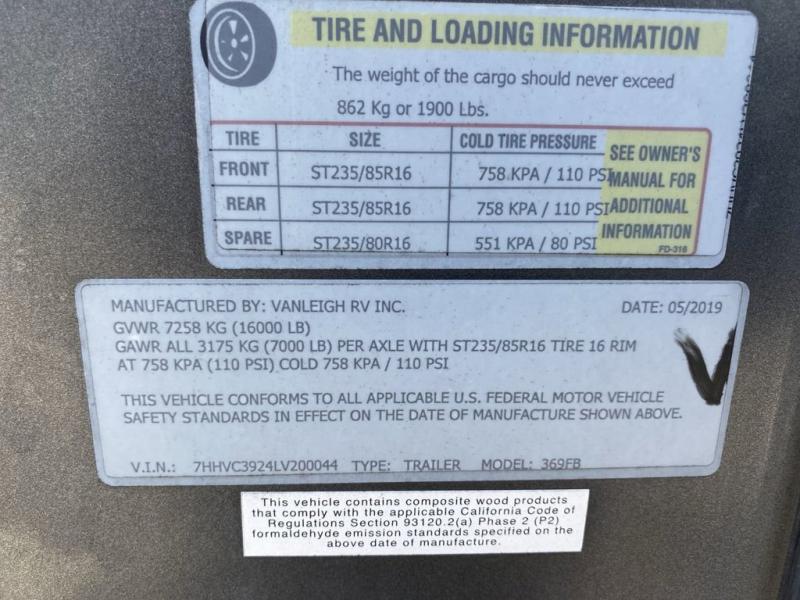 TIRE AND LOADING INFORMATION
The weight of the cargo should never exceed
862 Kg or 1900 Lbs.
TIRE SIZE COLD TIRE PRESSURE
FRONT ST235/85R16 758 KPA / 110 PSI
REAR ST235/85R16 758 KPA / 110 PSI
SPARE ST235/80R16 551 KPA / 80 PSI
SEE OWNER'S
MANUAL FOR
ADDITIONAL
INFORMATION
FD-316
MANUFACTURED BY: VANLEIGH RV INC. DATE: 05/2019
GVWR 7258 KG (16000 LB)
GAWR ALL 3175 KG (7000 LB) PER AXLE WITH ST235/85R16 TIRE 16 RIM
AT 758 KPA (110 PSI) COLD 758 KPA / 110 PSI
THIS VEHICLE CONFORMS TO ALL APPLICABLE U.S. FEDERAL MOTOR VEHICLE
SAFETY STANDARDS IN EFFECT ON THE DATE OF MANUFACTURE SHOWN ABOVE.
V.I.N.: 7HHVC3924LV200044 TYPE: TRAILER MODEL: 369FB
V
This vehicle contains composite wood products
that comply with the applicable California Code of
Regulations Section 93120.2(a) Phase 2 (P2)
formaldehyde emission standards specified on the
above date of manufacture.